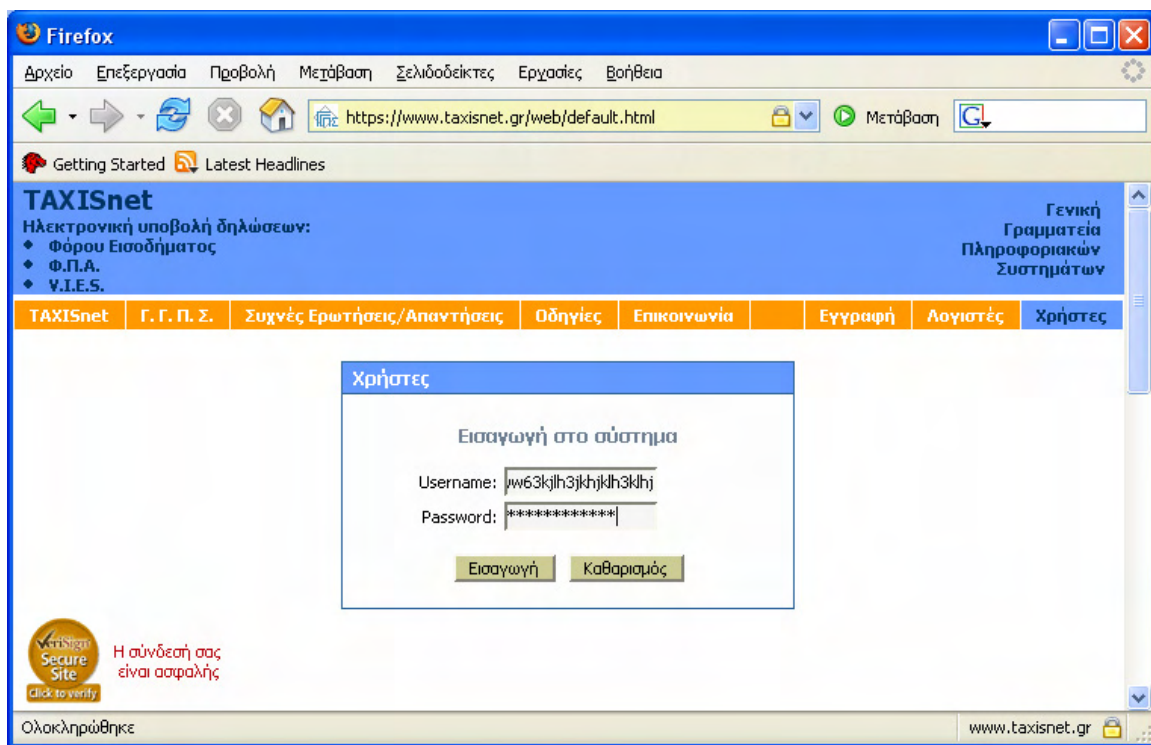 Firefox
Αρχείο Επεξεργασία Προβολή Μετάβαση Σελιδοδείκτες Εργασίες Βοήθεια
https://www.taxisnet.gr/web/default.html Μετάβαση G
Getting Started Latest Headlines
TAXISnet
Ηλεκτρονική υποβολή δηλώσεων:
• Φόρου Εισοδήματος
• Φ.Π.Α.
• V.I.E.S.
Γενική
Γραμματεία
Πληροφοριακών
Συστημάτων
TAXISnet Γ. Γ. Π. Σ. Συχνές Ερωτήσεις/Απαντήσεις Οδηγίες Επικοινωνία Εγγραφή Λογιστές Χρήστες
Χρήστες
Εισαγωγή στο σύστημα
Username: w63kjlh3jkhjklh3klhj
Password: ************
Εισαγωγή Καθαρισμός
VeriSign
Secure
Site
Click to verify
Η σύνδεσή σας
είναι ασφαλής
Ολοκληρώθηκε www.taxisnet.gr